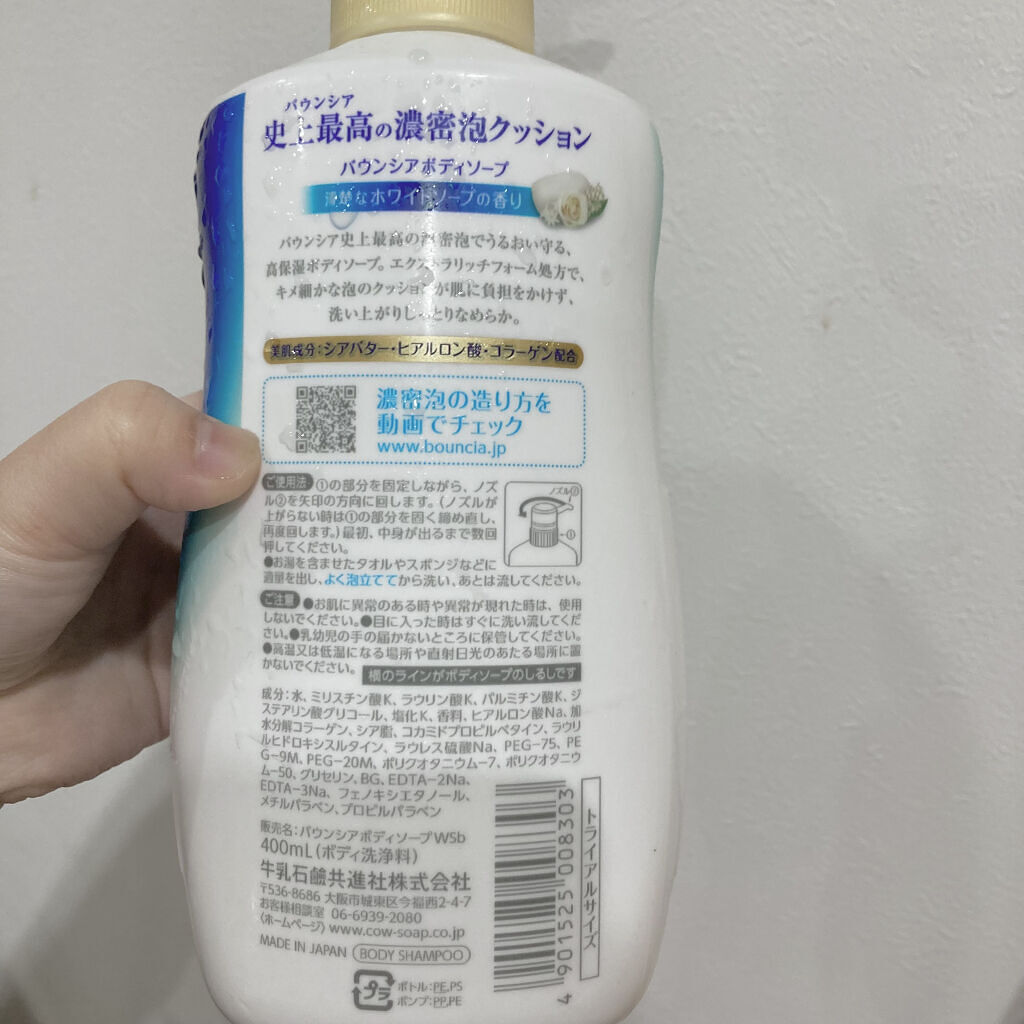 バウンシア
史上最高の濃密泡クッション
バウンシアボディソープ
清楚なホワイトソープの香り
バウンシア史上最高の濃密泡でうるおい守る、
高保湿ボディソープ。エクストラリッチフォーム処方で、
キメ細かな泡のクッションが肌に負担をかけず、
洗い上がりしっとりなめらか。
美肌成分:シアバター・ヒアルロン酸・コラーゲン配合
濃密泡の造り方を
動画でチェック
www.bouncia.jp
ご使用法 ①の部分を固定しながら、ノズ
ル②を矢印の方向に回します。(ノズルが
上がらない時は①の部分を固く締め直し、
再度回します。)最初、中身が出るまで数回
押してください。
ノズル②
①
●お湯を含ませたタオルやスポンジなどに
適量を出し、よく泡立ててから洗い、あとは流してください。
ご注意 ●お肌に異常のある時や異常が現れた時は、使用
しないでください。●目に入った時はすぐに洗い流してくだ
さい。●乳幼児の手の届かないところに保管してください。
●高温又は低温になる場所や直射日光のあたる場所に置
かないでください。 横のラインがボディソープのしるしです
成分:水、ミリスチン酸K、ラウリン酸K、パルミチン酸K、ジ
ステアリン酸グリコール、塩化K、香料、ヒアルロン酸Na、加
水分解コラーゲン、シア脂、コカミドプロピルベタイン、ラウリ
ルヒドロキシスルタイン、ラウレス硫酸Na、PEG-75、PE
G-9M、PEG-20M、ポリクオタニウム-7、ポリクオタニウ
ム-50、グリセリン、BG、EDTA-2Na、
EDTA-3Na、フェノキシエタノール、
メチルパラベン、プロピルパラベン
販売名:バウンシアボディソープWSb
400mL(ボディ洗浄料)
牛乳石鹼共進社株式会社
〒536-8686 大阪市城東区今福西2-4-7
お客様相談室 06-6939-2080
〈ホームページ〉www.cow-soap.co.jp
MADE IN JAPAN BODY SHAMPOO
プラ
ボトル:PE,PS
ポンプ:PP,PE
4 901525 008303
トライアルサイズ